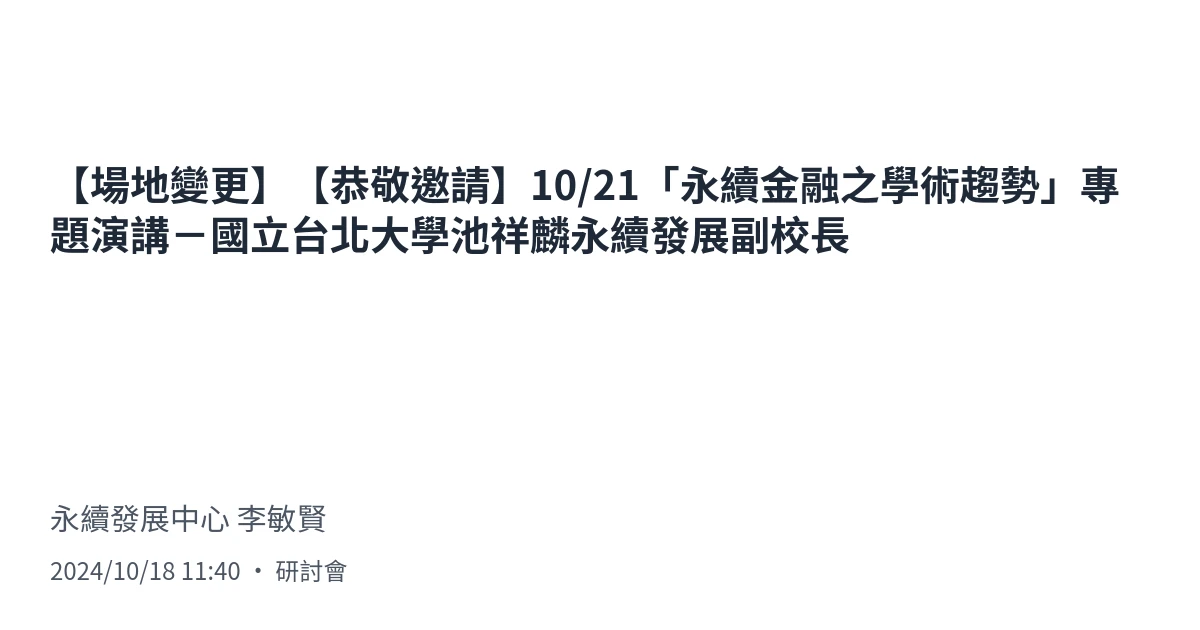 【場地變更】【恭敬邀請】10/21「永續金融之學術趨勢」專
題演講－國立台北大學池祥麟永續發展副校長
永續發展中心 李敏賢
2024/10/18 11:40 ・ 研討會